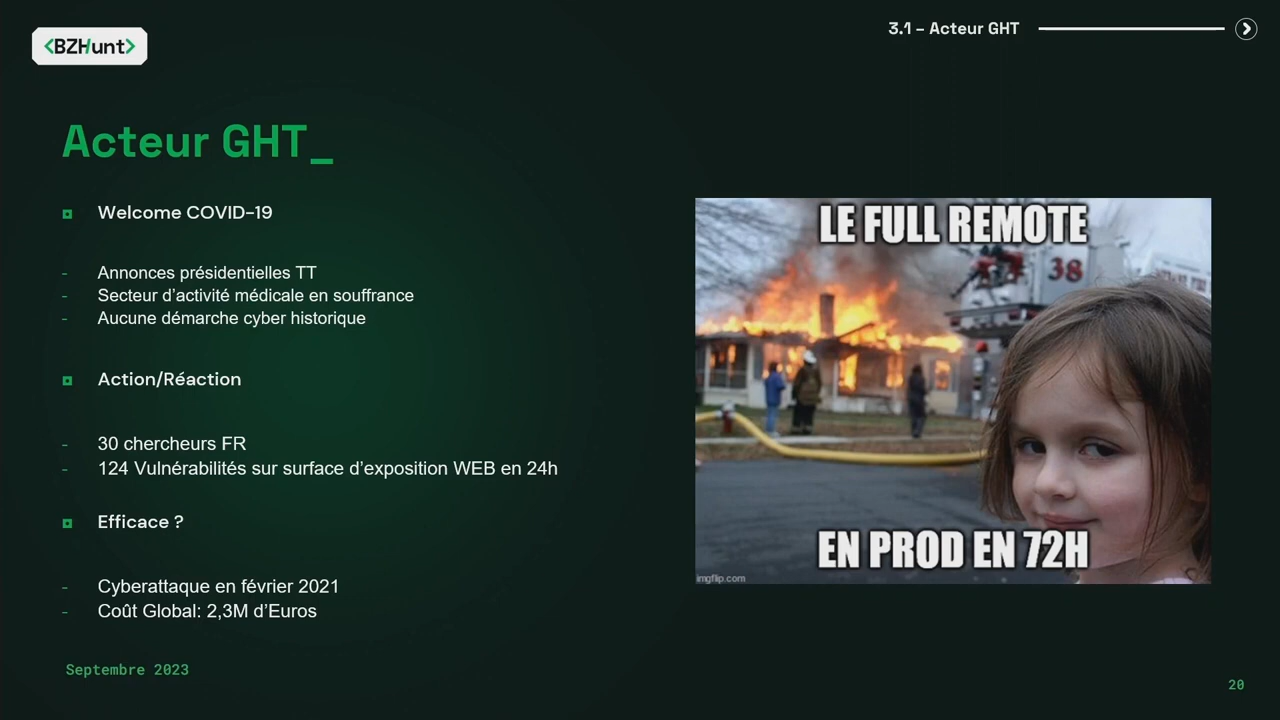 <BZHunt>
3.1 – Acteur GHT
Acteur GHT_
Welcome COVID-19
- Annonces présidentielles TT
- Secteur d'activité médicale en souffrance
- Aucune démarche cyber historique
Action/Réaction
- 30 chercheurs FR
- 124 Vulnérabilités sur surface d'exposition WEB en 24h
Efficace ?
- Cyberattaque en février 2021
- Coût Global: 2,3M d'Euros
LE FULL REMOTE
38
EN PROD EN 72H
imgflip.com
Septembre 2023
20